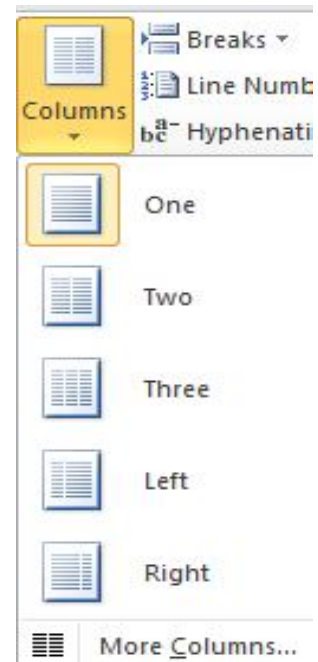 Breaks
Line Numb
Columns
Hyphenati
One
Two
Three
Left
Right
More Columns...